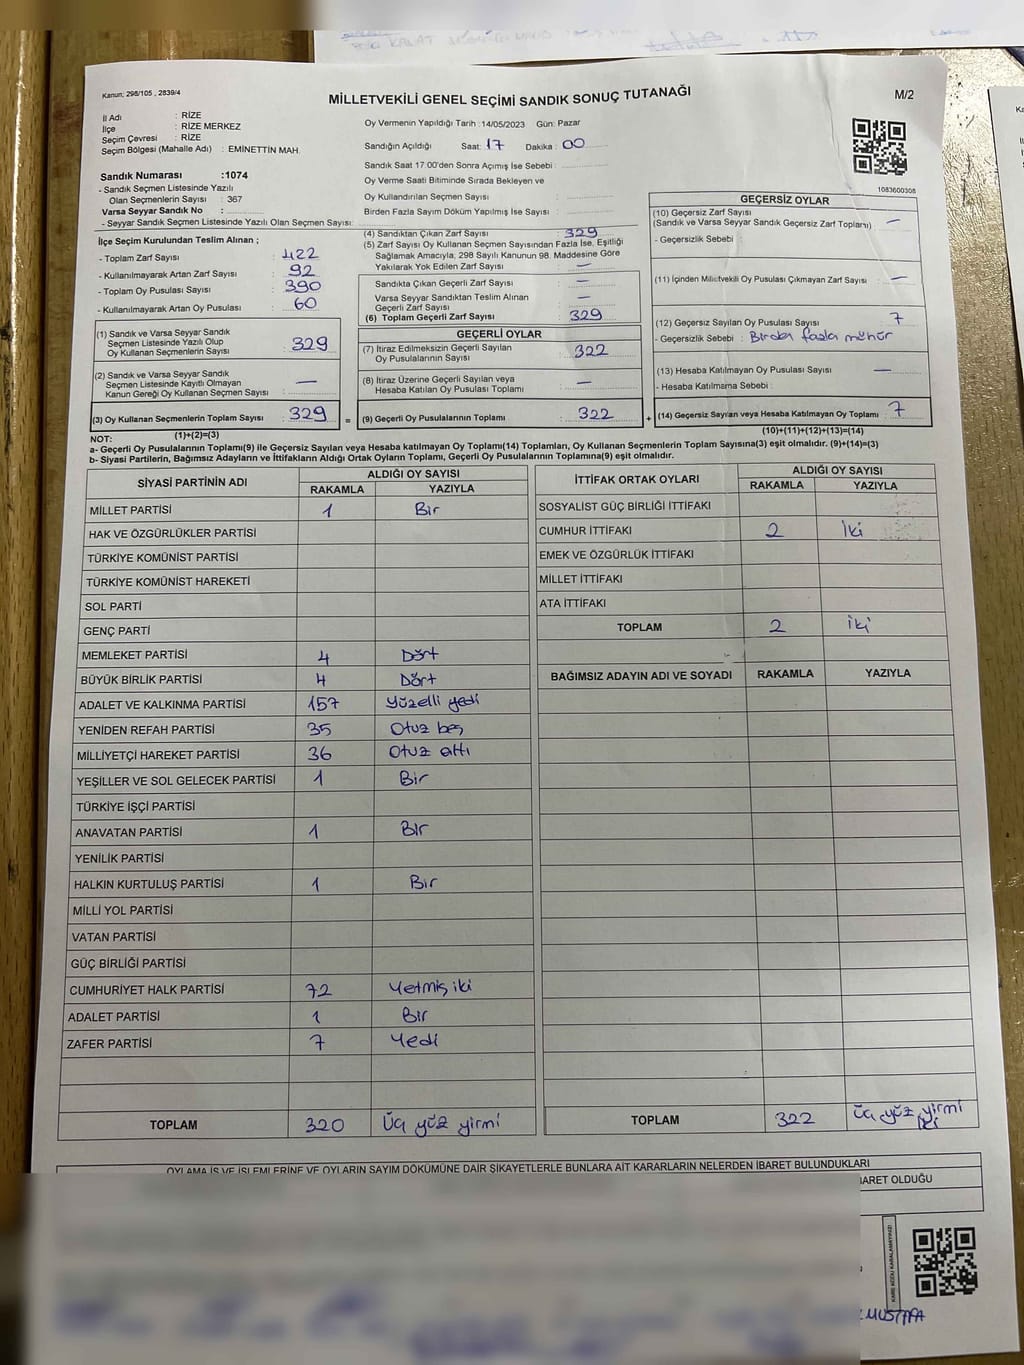 Kanun: 298/105 , 2839/4
MİLLETVEKİLİ GENEL SEÇİMİ SANDIK SONUÇ TUTANAĞI
M/2
İl Adı : RİZE
İlçe : RİZE MERKEZ
Seçim Çevresi : RİZE
Seçim Bölgesi (Mahalle Adı) : EMİNETTİN MAH.
Oy Vermenin Yapıldığı Tarih :14/05/2023 Gün: Pazar
Sandığın Açıldığı Saat: 17 Dakika : 00
Sandık Saat 17.00'den Sonra Açılmış İse Sebebi :
Oy Verme Saati Bitiminde Sırada Bekleyen ve
Oy Kullandırılan Seçmen Sayısı :
Birden Fazla Sayım Döküm Yapılmış İse Sayısı :
1083600308
Sandık Numarası :1074
- Sandık Seçmen Listesinde Yazılı
Olan Seçmenlerin Sayısı : 367
Varsa Seyyar Sandık No :
- Seyyar Sandık Seçmen Listesinde Yazılı Olan Seçmen Sayısı:
İlçe Seçim Kurulundan Teslim Alınan ;
- Toplam Zarf Sayısı : 422
- Kullanılmayarak Artan Zarf Sayısı : 92
- Toplam Oy Pusulası Sayısı : 390
- Kullanılmayarak Artan Oy Pusulası : 60
(1) Sandık ve Varsa Seyyar Sandık
Seçmen Listesinde Yazılı Olup
Oy Kullanan Seçmenlerin Sayısı : 329
(2) Sandık ve Varsa Seyyar Sandık
Seçmen Listesinde Kayıtlı Olmayan
Kanun Gereği Oy Kullanan Seçmen Sayısı : —
(3) Oy Kullanan Seçmenlerin Toplam Sayısı : 329
(1)+(2)=(3)
(4) Sandıktan Çıkan Zarf Sayısı : 329
(5) Zarf Sayısı Oy Kullanan Seçmen Sayısından Fazla İse, Eşitliği
Sağlamak Amacıyla, 298 Sayılı Kanunun 98. Maddesine Göre
Yakılarak Yok Edilen Zarf Sayısı : —
Sandıkta Çıkan Geçerli Zarf Sayısı : —
Varsa Seyyar Sandıktan Teslim Alınan
Geçerli Zarf Sayısı : —
(6) Toplam Geçerli Zarf Sayısı : 329
GEÇERLİ OYLAR
(7) İtiraz Edilmeksizin Geçerli Sayılan
Oy Pusulalarının Sayısı : 322
(8) İtiraz Üzerine Geçerli Sayılan veya
Hesaba Katılan Oy Pusulası Toplamı : —
= (9) Geçerli Oy Pusulalarının Toplamı : 322
GEÇERSİZ OYLAR
(10) Geçersiz Zarf Sayısı
(Sandık ve Varsa Seyyar Sandık Geçersiz Zarf Toplamı) : —
- Geçersizlik Sebebi :
(11) İçinden Milletvekili Oy Pusulası Çıkmayan Zarf Sayısı : —
(12) Geçersiz Sayılan Oy Pusulası Sayısı : 7
- Geçersizlik Sebebi : Birden fazla mühür
(13) Hesaba Katılmayan Oy Pusulası Sayısı : —
- Hesaba Katılmama Sebebi :
+ (14) Geçersiz Sayılan veya Hesaba Katılmayan Oy Toplamı : 7
(10)+(11)+(12)+(13)=(14)
NOT:
a- Geçerli Oy Pusulalarının Toplamı(9) ile Geçersiz Sayılan veya Hesaba katılmayan Oy Toplamı(14) Toplamları, Oy Kullanan Seçmenlerin Toplam Sayısına(3) eşit olmalıdır. (9)+(14)=(3)
b- Siyasi Partilerin, Bağımsız Adayların ve İttifakların Aldığı Ortak Oyların Toplamı, Geçerli Oy Pusulalarının Toplamına(9) eşit olmalıdır.
SİYASİ PARTİNİN ADI ALDIĞI OY SAYISI
RAKAMLA YAZIYLA
MİLLET PARTİSİ 1 Bir
HAK VE ÖZGÜRLÜKLER PARTİSİ
TÜRKİYE KOMÜNİST PARTİSİ
TÜRKİYE KOMÜNİST HAREKETİ
SOL PARTİ
GENÇ PARTİ
MEMLEKET PARTİSİ 4 Dört
BÜYÜK BİRLİK PARTİSİ 4 Dört
ADALET VE KALKINMA PARTİSİ 157 Yüzelli yedi
YENİDEN REFAH PARTİSİ 35 Otuz beş
MİLLİYETÇİ HAREKET PARTİSİ 36 Otuz altı
YEŞİLLER VE SOL GELECEK PARTİSİ 1 Bir
TÜRKİYE İŞÇİ PARTİSİ
ANAVATAN PARTİSİ 1 Bir
YENİLİK PARTİSİ
HALKIN KURTULUŞ PARTİSİ 1 Bir
MİLLİ YOL PARTİSİ
VATAN PARTİSİ
GÜÇ BİRLİĞİ PARTİSİ
CUMHURİYET HALK PARTİSİ 72 Yetmiş iki
ADALET PARTİSİ 1 Bir
ZAFER PARTİSİ 7 Yedi
TOPLAM 320 Üç yüz yirmi
İTTİFAK ORTAK OYLARI ALDIĞI OY SAYISI
RAKAMLA YAZIYLA
SOSYALİST GÜÇ BİRLİĞİ İTTİFAKI
CUMHUR İTTİFAKI 2 İki
EMEK VE ÖZGÜRLÜK İTTİFAKI
MİLLET İTTİFAKI
ATA İTTİFAKI
TOPLAM 2 İki
BAĞIMSIZ ADAYIN ADI VE SOYADI RAKAMLA YAZIYLA
TOPLAM 322 Üç yüz yirmi iki
OYLAMA İŞ VE İŞLEMLERİNE VE OYLARIN SAYIM DÖKÜMÜNE DAİR ŞİKAYETLERLE BUNLARA AİT KARARLARIN NELERDEN İBARET BULUNDUKLARI
BARET OLDUĞU
KARE KODU KARALAMAYINIZ!
MUSTAFA